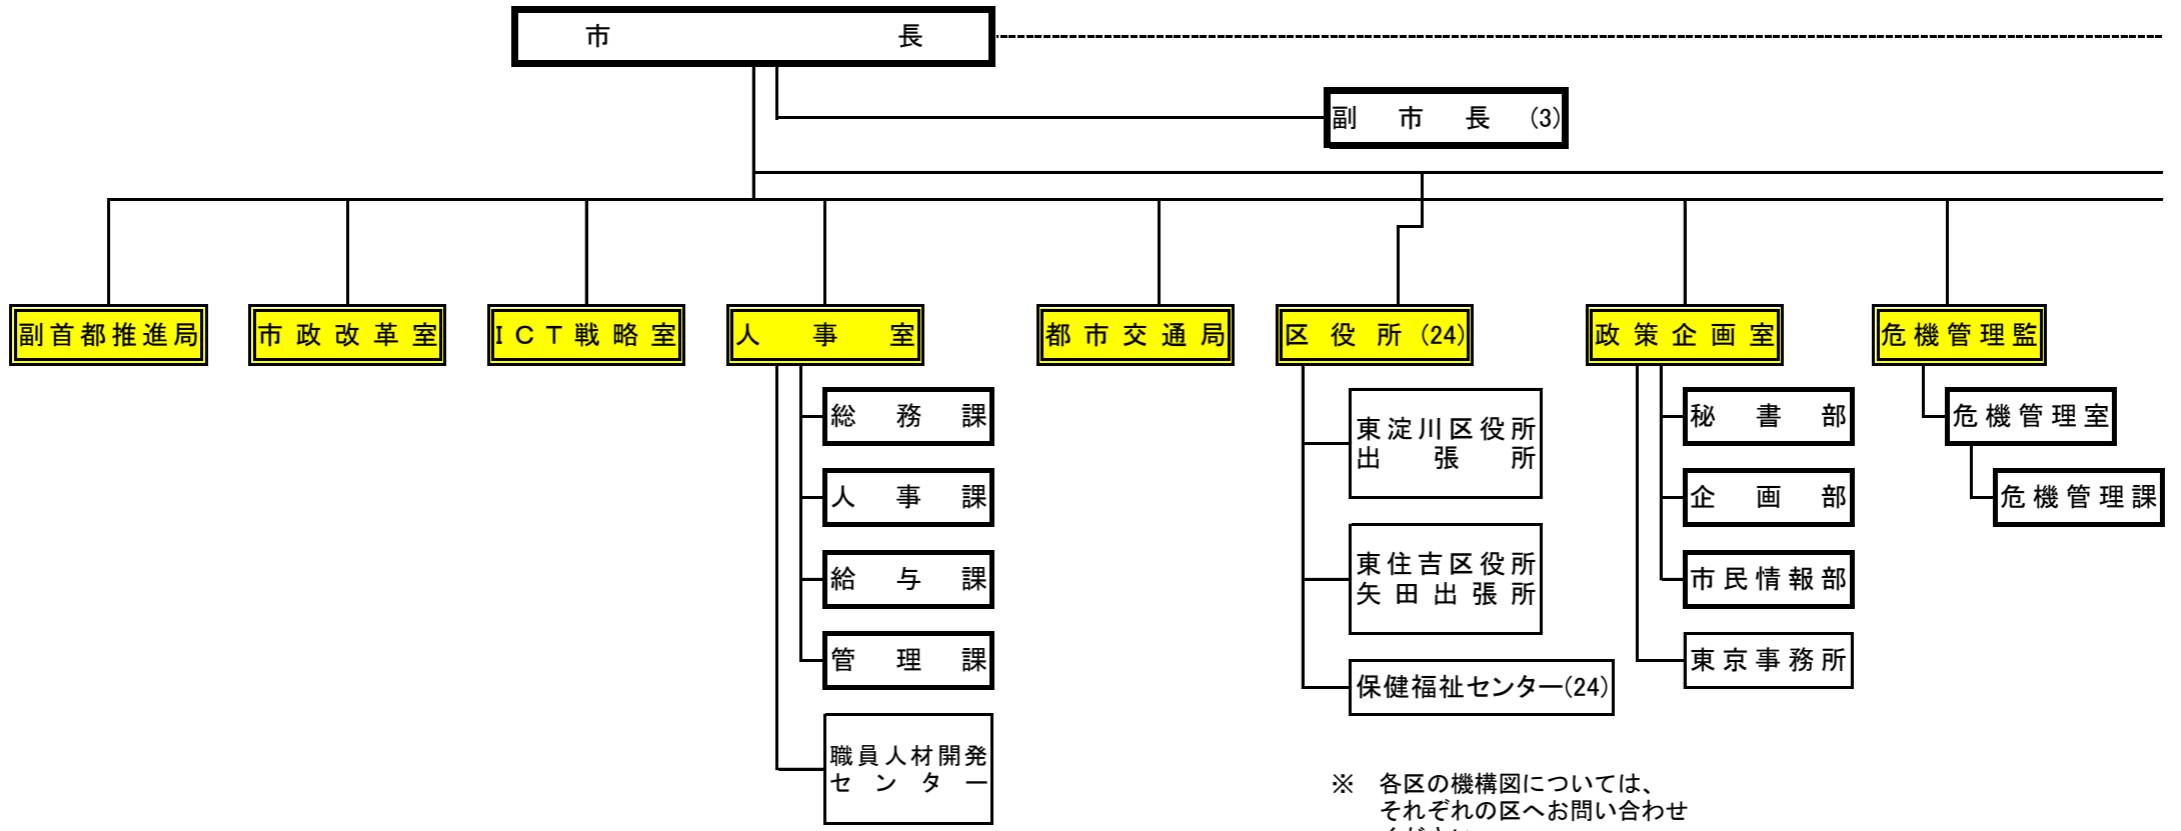 市長
副市長(3)
副首都推進局
市政改革室
ICT戦略室
人事室
都市交通局
区役所(24)
政策企画室
危機管理監
総務課
人事課
給与課
管理課
職員人材開発
センター
東淀川区役所
出張所
東住吉区役所
矢田出張所
保健福祉センター(24)
秘書部
企画部
市民情報部
東京事務所
危機管理室
危機管理課
※ 各区の機構図については、
それぞれの区へお問い合わせ